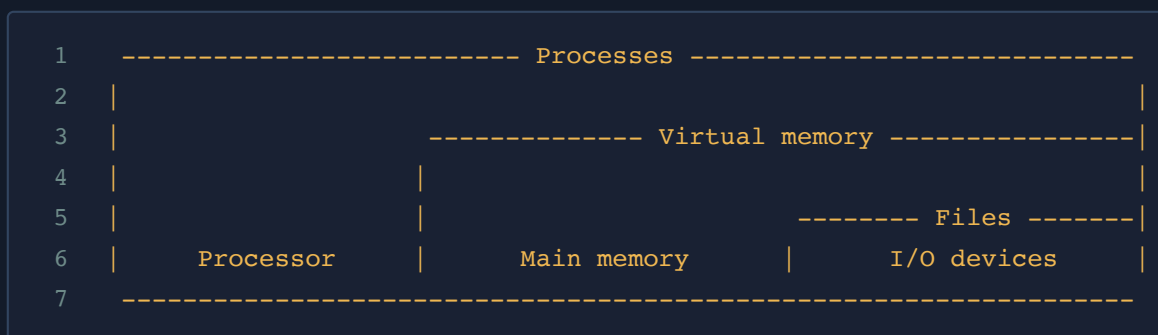 1 -------------------------- Processes -----------------------------
2 | |
3 | -------------- Virtual memory ----------------|
4 | | |
5 | | -------- Files -------|
6 | Processor | Main memory | I/O devices |
7 ------------------------------------------------------------------